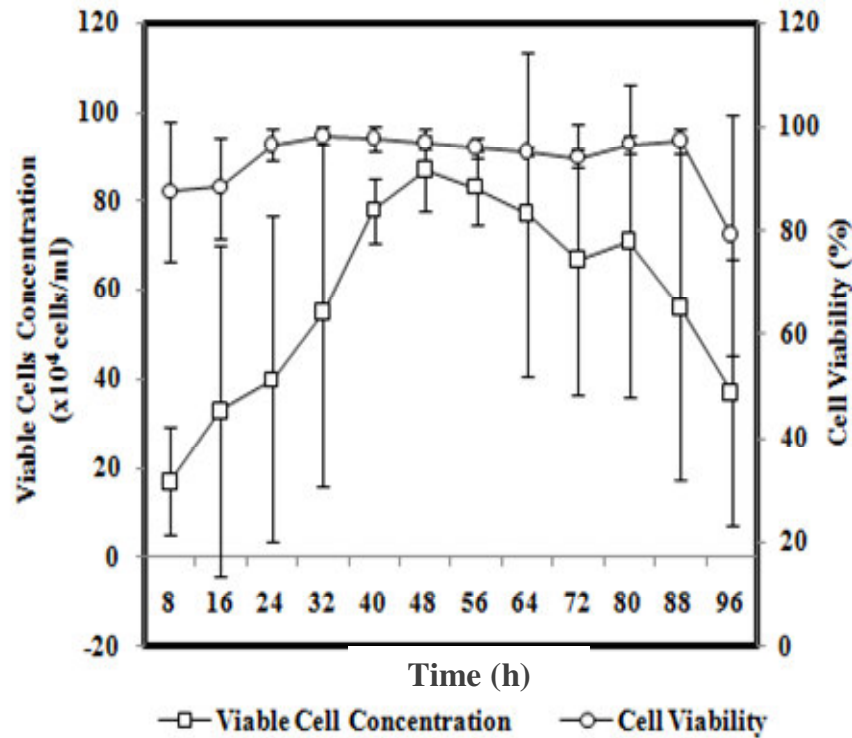 120
100
80
60
40
20
0
-20
Viable Cells Concentration
(x10⁴ cells/ml)
120
100
80
60
40
20
0
Cell Viability (%)
8 16 24 32 40 48 56 64 72 80 88 96
Time (h)
Viable Cell Concentration Cell Viability